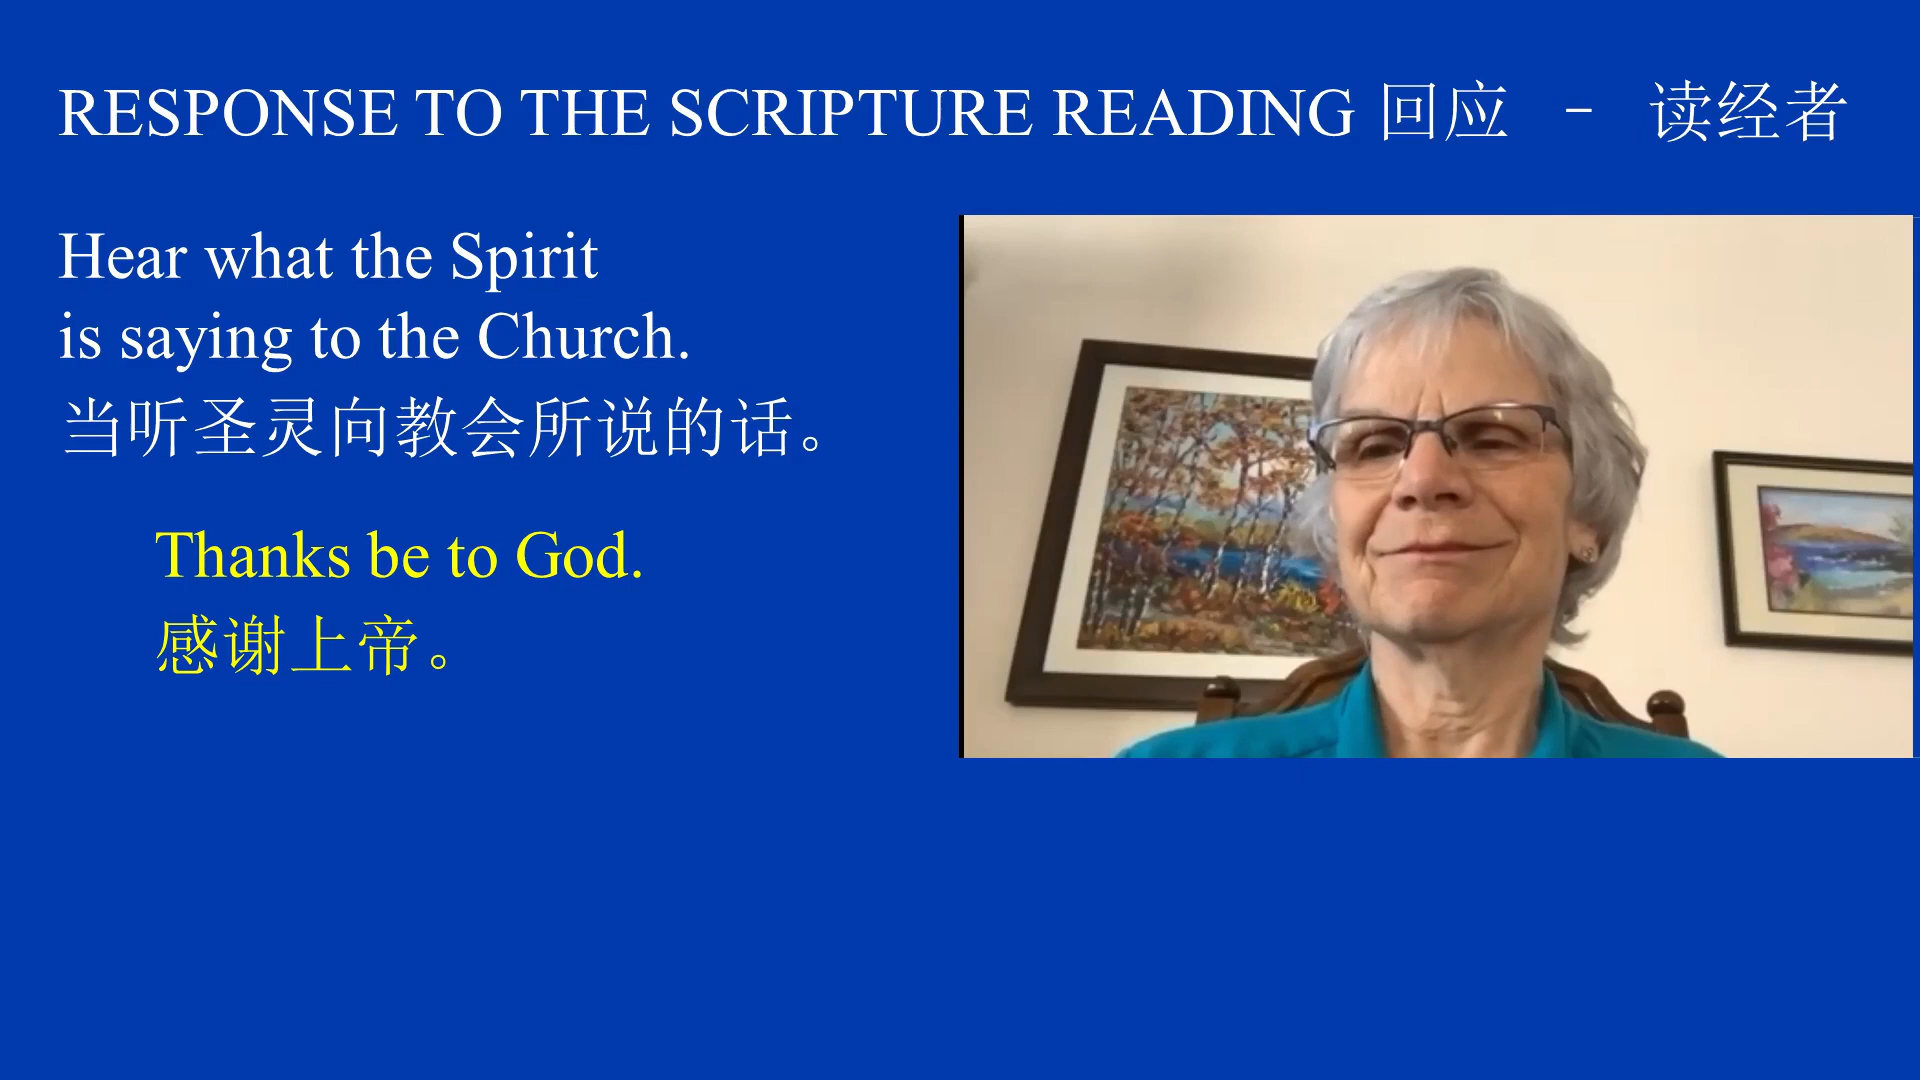 RESPONSE TO THE SCRIPTURE READING 回应 - 读经者
Hear what the Spirit
is saying to the Church.
当听圣灵向教会所说的话。
Thanks be to God.
感谢上帝。